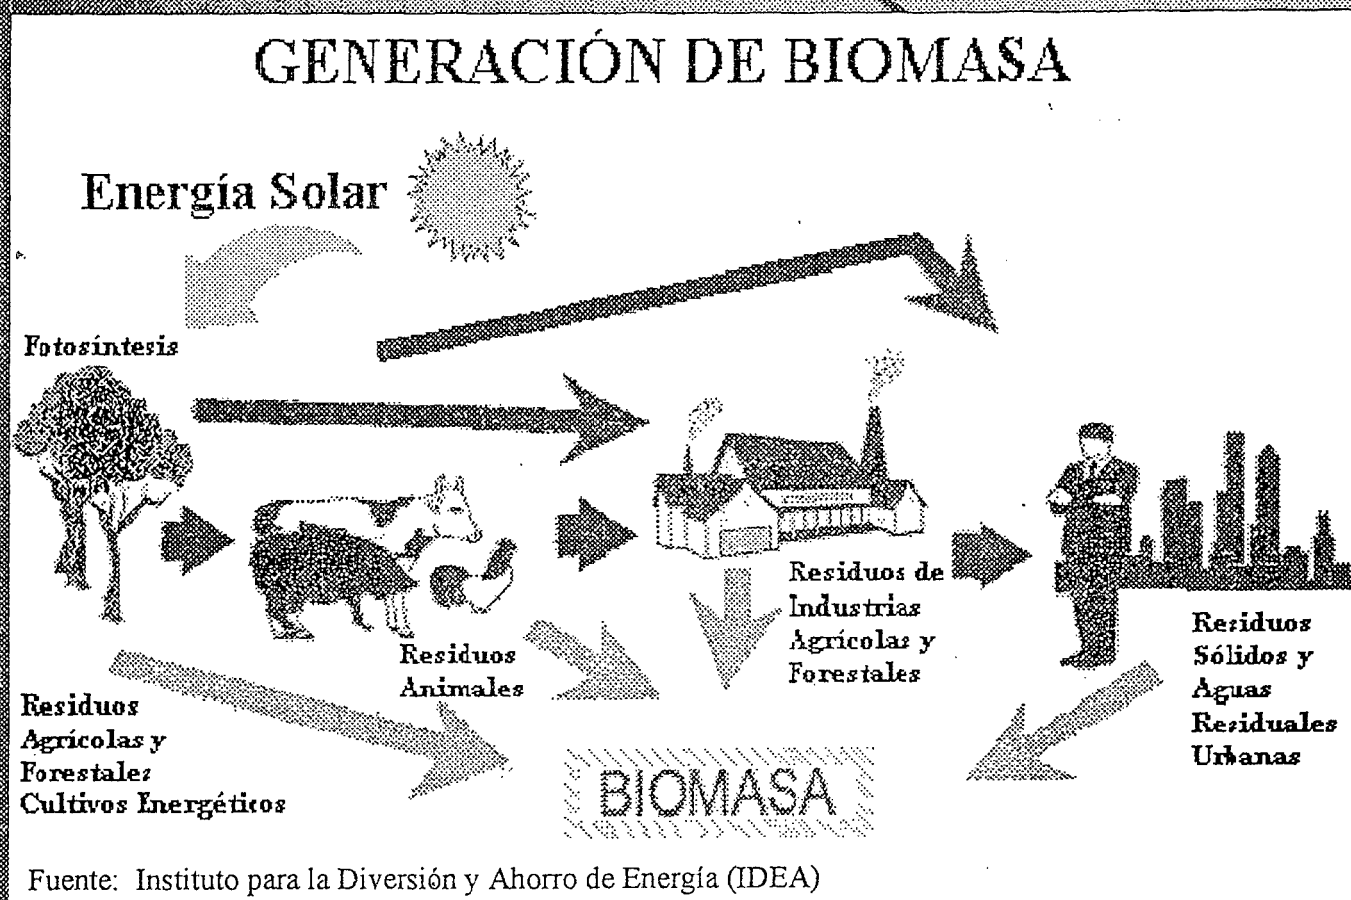 GENERACIÓN DE BIOMASA
Energía Solar
Fotosíntesis
Residuos
Animales
Residuos de
Industrias
Agrícolas y
Forestales
Residuos
Sólidos y
Aguas
Residuales
Urbanas
Residuos
Agrícolas y
Forestales
Cultivos Energéticos
BIOMASA
Fuente: Instituto para la Diversión y Ahorro de Energía (IDEA)